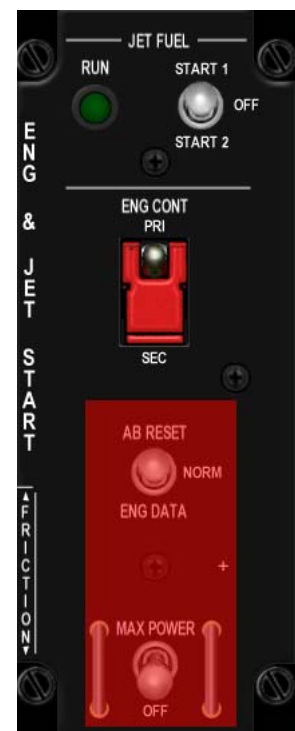 JET FUEL
RUN
START 1
OFF
START 2
ENG & JET START
ENG CONT
PRI
SEC
AB RESET
NORM
ENG DATA
+
FRICTION
MAX POWER
OFF